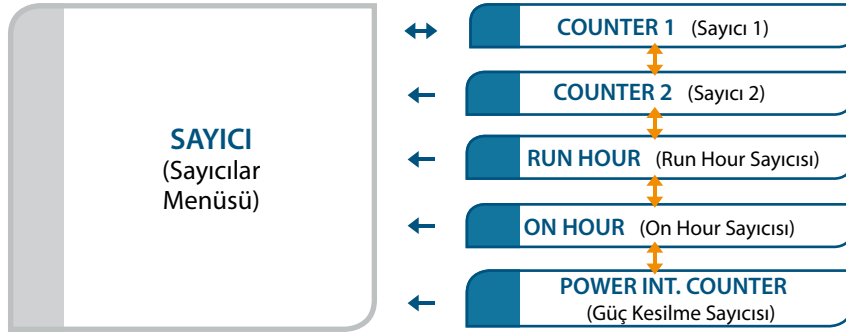 SAYICI
(Sayıcılar
Menüsü)
COUNTER 1 (Sayıcı 1)
COUNTER 2 (Sayıcı 2)
RUN HOUR (Run Hour Sayıcısı)
ON HOUR (On Hour Sayıcısı)
POWER INT. COUNTER
(Güç Kesilme Sayıcısı)